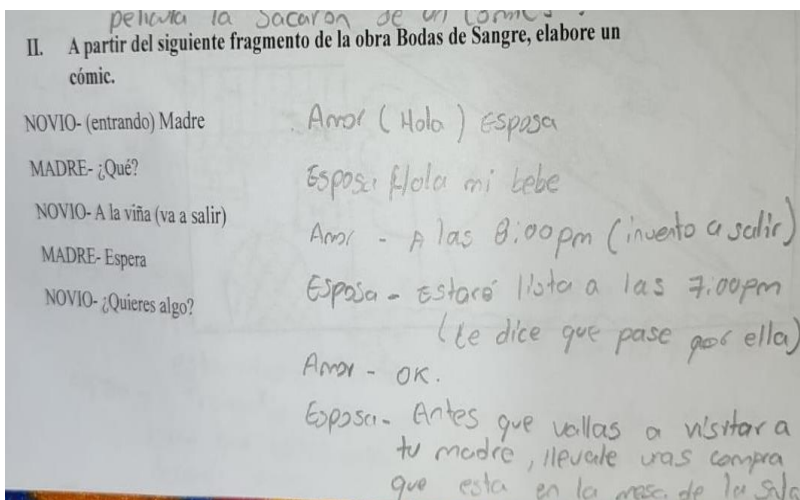 pelicula la sacaron de un comic.
II. A partir del siguiente fragmento de la obra Bodas de Sangre, elabore un
cómic.
NOVIO- (entrando) Madre
MADRE- ¿Qué?
NOVIO- A la viña (va a salir)
MADRE- Espera
NOVIO- ¿Quieres algo?
Amor (Hola) Esposa
Esposa Hola mi bebe
Amor - A las 8:00pm (invento a salir)
Esposa - Estaré lista a las 7:00pm
(le dice que pase por ella)
Amor - OK.
Esposa - Antes que vallas a visitar a
tu madre, llevale unas compra
que esta en la mesa de la sala